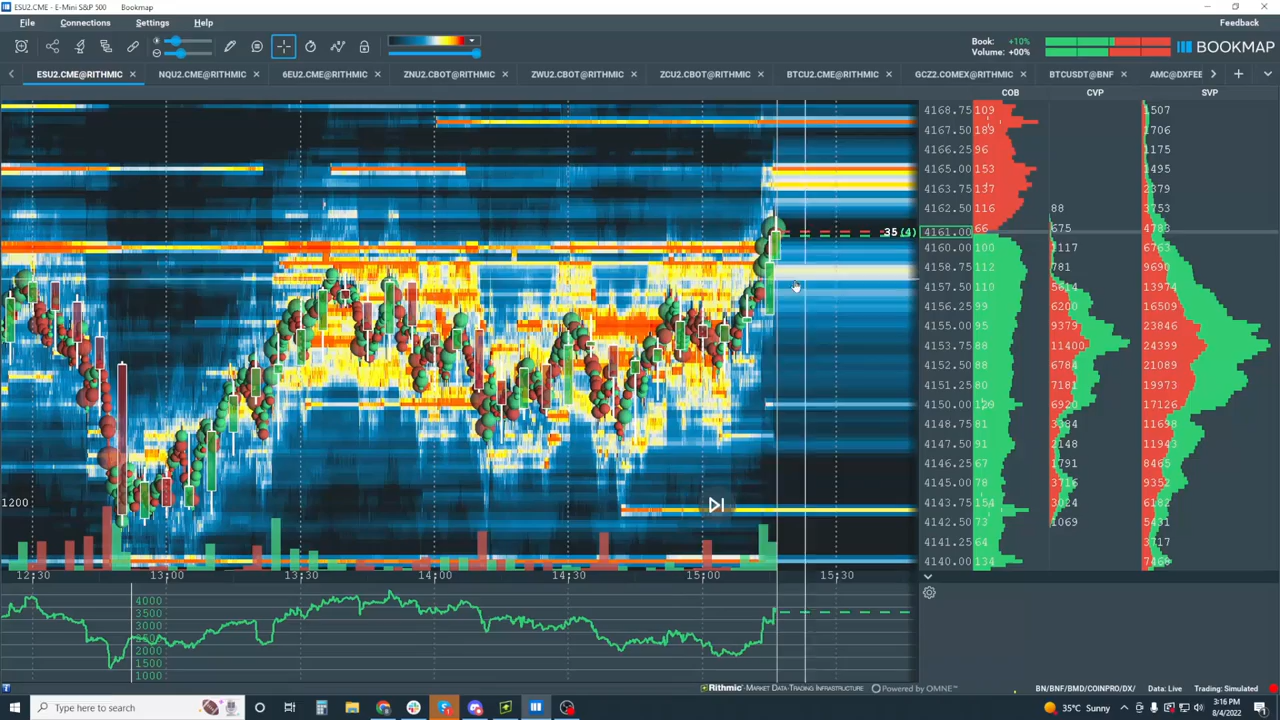 ESU2.CME - E-Mini S&P 500 Bookmap
File Connections Settings Help Feedback
Book: +10%
Volume: +00%
BOOKMAP
ESU2.CME@RITHMIC NQU2.CME@RITHMIC 6EU2.CME@RITHMIC ZNU2.CBOT@RITHMIC ZWU2.CBOT@RITHMIC ZCU2.CBOT@RITHMIC BTCU2.CME@RITHMIC GCZ2.COMEX@RITHMIC BTCUSDT@BNF AMC@DXFEE
COB CVP SVP
4168.75 109 1507
4167.50 189 1706
4166.25 96 1175
4165.00 153 1495
4163.75 137 2379
4162.50 116 88 3753
35 (4) 4161.00 66 675 4783
4160.00 100 1117 6763
4158.75 112 781 9690
4157.50 110 5614 13974
4156.25 99 6200 16509
4155.00 95 9379 23846
4153.75 88 11400 24399
4152.50 88 6784 21089
4151.25 80 7181 19973
4150.00 129 6920 17126
4148.75 81 3384 11698
4147.50 91 2148 11943
4146.25 67 1791 8465
4145.00 78 3716 9352
1200 4143.75 154 3024 6182
4142.50 73 1069 5431
4141.25 64 3717
4140.00 134
12:30 13:00 13:30 14:00 14:30 15:00 15:30
4000
3500
3000
2500
2000
1500
1000
Rithmic - MARKET DATA-TRADING INFRASTRUCTURE Powered by OMNE™ BN/BNF/BMD/COINPRO/DX/ Data: Live Trading: Simulated
Type here to search 35°C Sunny 3:16 PM
8/4/2022